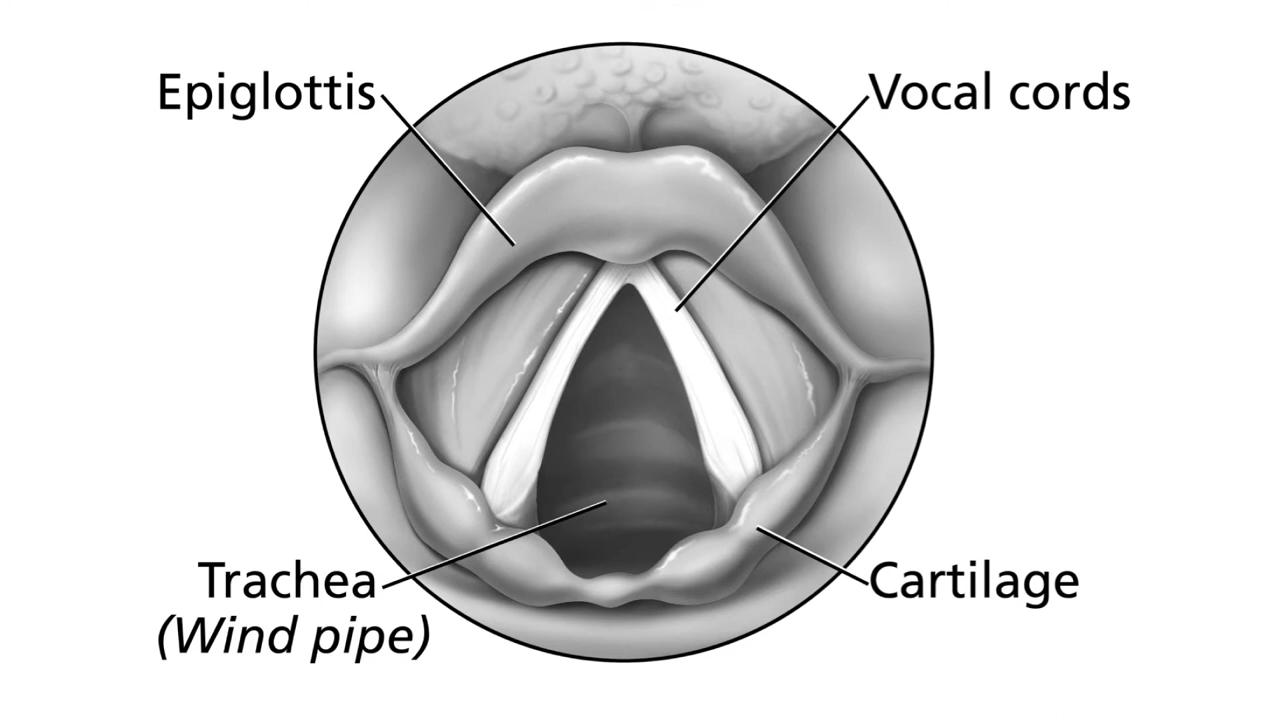 Epiglottis
Vocal cords
Trachea
(Wind pipe)
Cartilage